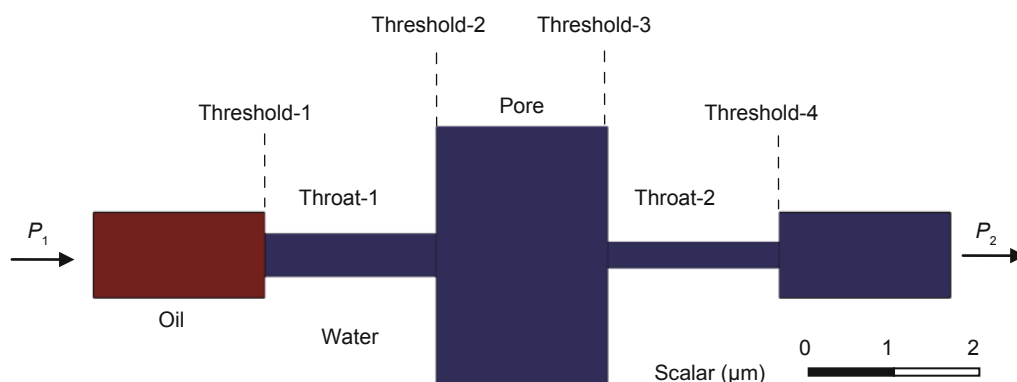 Threshold-2
Threshold-3
Pore
Threshold-1
Threshold-4
Throat-1
Throat-2
P1
P2
Oil
Water
0 1 2
Scalar (μm)